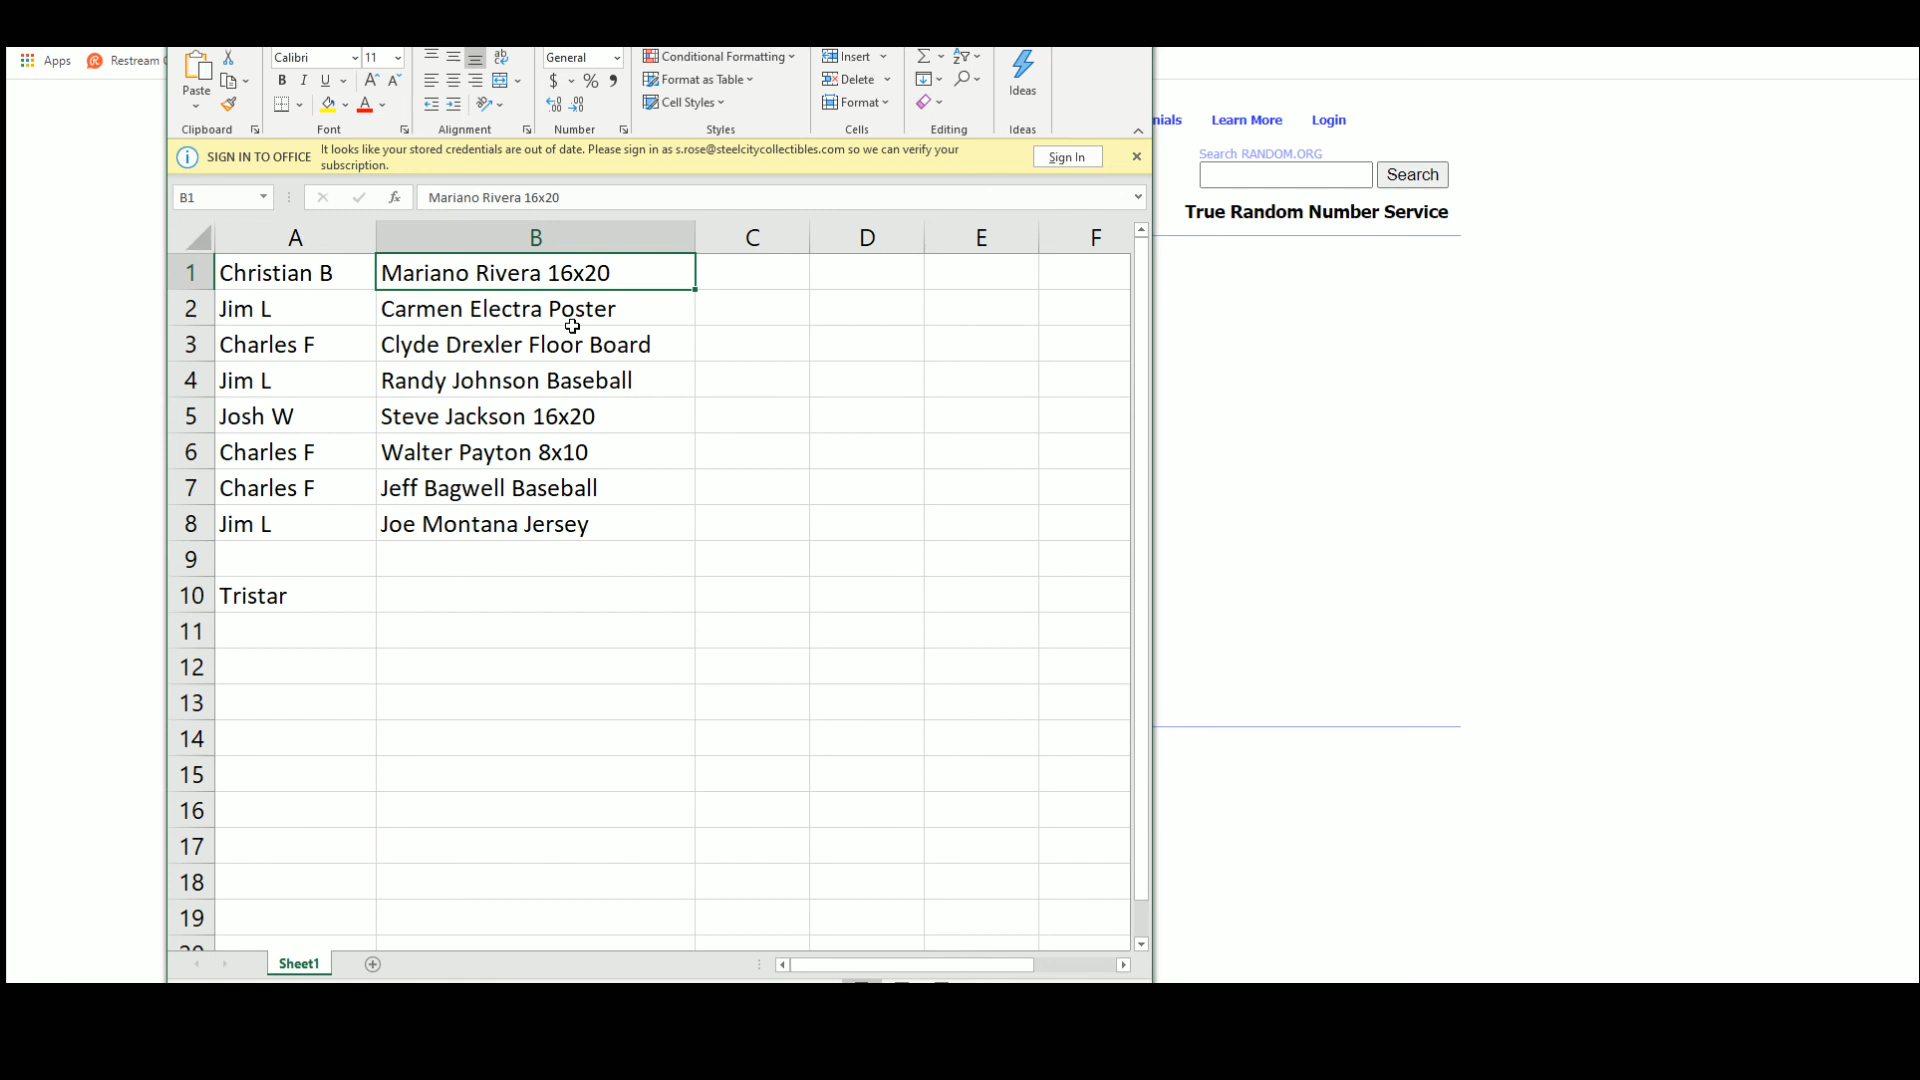 Apps Restream
Calibri 11 General Conditional Formatting Insert
Paste B I U $ % Format as Table Delete Ideas
Cell Styles Format
Clipboard Font Alignment Number Styles Cells Editing Ideas
nials Learn More Login
SIGN IN TO OFFICE It looks like your stored credentials are out of date. Please sign in as s.rose@steelcitycollectibles.com so we can verify your
subscription.
Sign In
Search RANDOM.ORG
Search
B1 fx Mariano Rivera 16x20
True Random Number Service
A B C D E F
1 Christian B Mariano Rivera 16x20
2 Jim L Carmen Electra Poster
3 Charles F Clyde Drexler Floor Board
4 Jim L Randy Johnson Baseball
5 Josh W Steve Jackson 16x20
6 Charles F Walter Payton 8x10
7 Charles F Jeff Bagwell Baseball
8 Jim L Joe Montana Jersey
9
10 Tristar
11
12
13
14
15
16
17
18
19
Sheet1